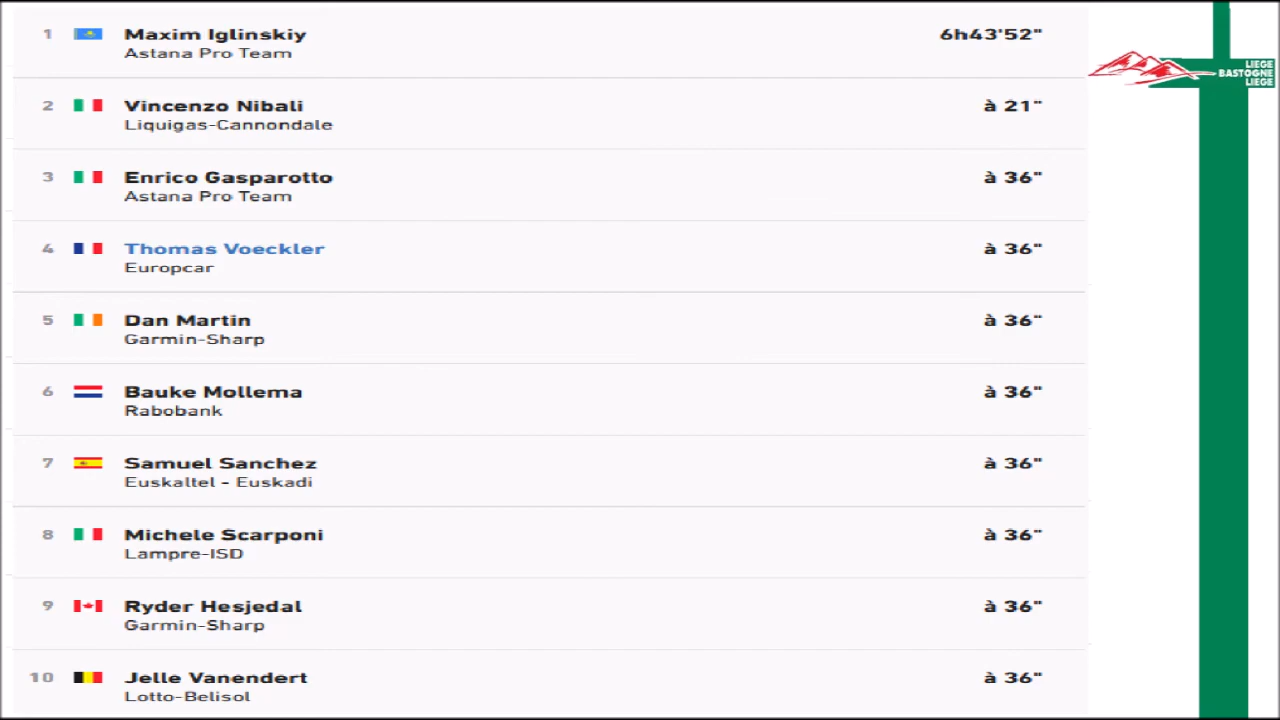 1 Maxim Iglinskiy 6h43'52"
Astana Pro Team
2 Vincenzo Nibali à 21"
Liquigas-Cannondale
3 Enrico Gasparotto à 36"
Astana Pro Team
4 Thomas Voeckler à 36"
Europcar
5 Dan Martin à 36"
Garmin-Sharp
6 Bauke Mollema à 36"
Rabobank
7 Samuel Sanchez à 36"
Euskaltel - Euskadi
8 Michele Scarponi à 36"
Lampre-ISD
9 Ryder Hesjedal à 36"
Garmin-Sharp
10 Jelle Vanendert à 36"
Lotto-Belisol
LIEGE
BASTOGNE
LIEGE